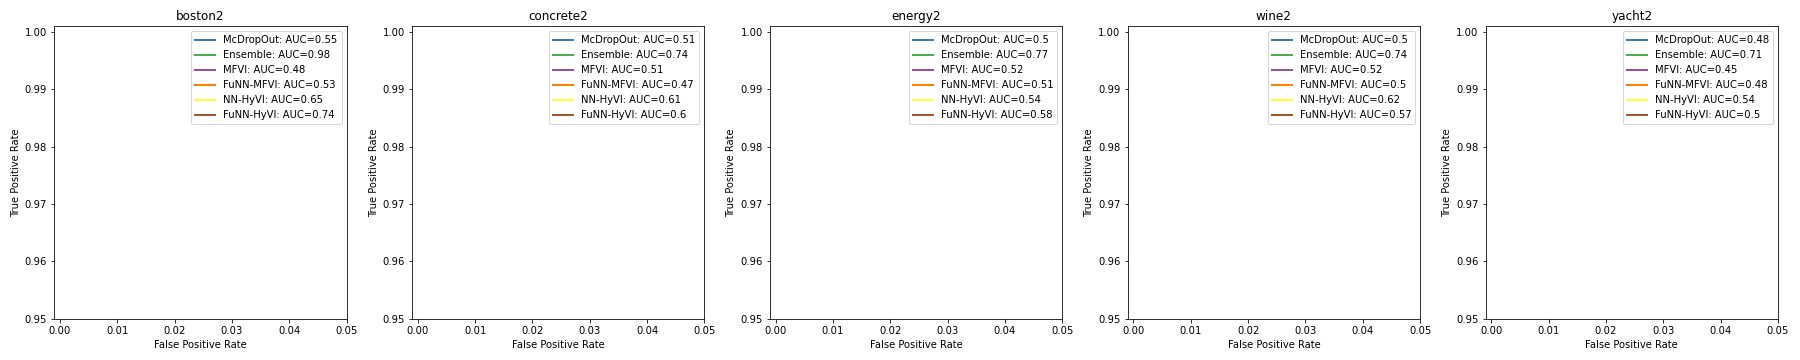 boston2
1.00
0.99
0.98
0.97
0.96
0.95
True Positive Rate
McDropOut: AUC=0.55
Ensemble: AUC=0.98
MFVI: AUC=0.48
FuNN-MFVI: AUC=0.53
NN-HyVI: AUC=0.65
FuNN-HyVI: AUC=0.74
0.00 0.01 0.02 0.03 0.04 0.05
False Positive Rate
concrete2
1.00
0.99
0.98
0.97
0.96
0.95
True Positive Rate
McDropOut: AUC=0.51
Ensemble: AUC=0.74
MFVI: AUC=0.51
FuNN-MFVI: AUC=0.47
NN-HyVI: AUC=0.61
FuNN-HyVI: AUC=0.6
0.00 0.01 0.02 0.03 0.04 0.05
False Positive Rate
energy2
1.00
0.99
0.98
0.97
0.96
0.95
True Positive Rate
McDropOut: AUC=0.5
Ensemble: AUC=0.77
MFVI: AUC=0.52
FuNN-MFVI: AUC=0.51
NN-HyVI: AUC=0.54
FuNN-HyVI: AUC=0.58
0.00 0.01 0.02 0.03 0.04 0.05
False Positive Rate
wine2
1.00
0.99
0.98
0.97
0.96
0.95
True Positive Rate
McDropOut: AUC=0.5
Ensemble: AUC=0.74
MFVI: AUC=0.52
FuNN-MFVI: AUC=0.5
NN-HyVI: AUC=0.62
FuNN-HyVI: AUC=0.57
0.00 0.01 0.02 0.03 0.04 0.05
False Positive Rate
yacht2
1.00
0.99
0.98
0.97
0.96
0.95
True Positive Rate
McDropOut: AUC=0.48
Ensemble: AUC=0.71
MFVI: AUC=0.45
FuNN-MFVI: AUC=0.48
NN-HyVI: AUC=0.54
FuNN-HyVI: AUC=0.5
0.00 0.01 0.02 0.03 0.04 0.05
False Positive Rate